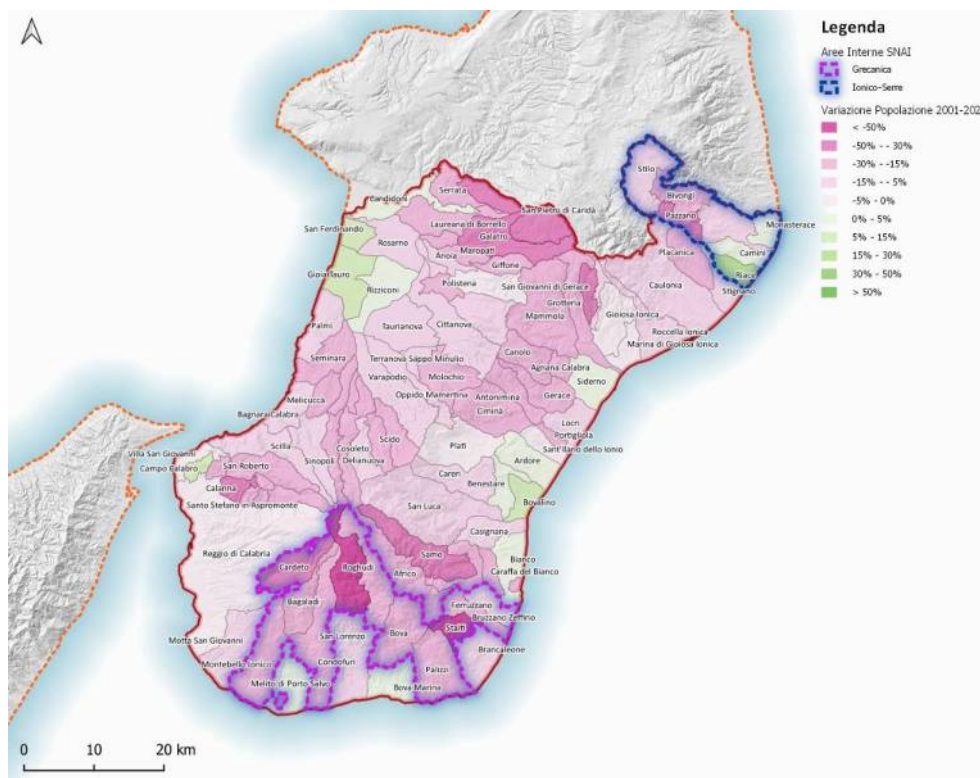 Legenda
Aree Interne SNAI
Grecanica
Ionico-Serre
Variazione Popolazione 2001-202
< -50%
-50% - -30%
-30% --15%
-15% -- 5%
-5% - 0%
0% - 5%
5% - 15%
15% - 30%
30% - 50%
> 50%
Stilo
Bivongi
Pazzano
Monasterace
Camini
Riace
Stignano
Placanica
Caulonia
Roccella Ionica
Marina di Gioiosa Ionica
Gioiosa Ionica
Serrata
Candidoni
San Pietro di Caridà
San Ferdinando
Rosarno
Laureana di Borrello
Galatro
Maropati
Anoia
Giffone
Gioia Tauro
Rizziconi
Polistena
San Giovanni di Gerace
Grotteria
Mammola
Palmi
Taurianova
Cittanova
Seminara
Terranova Sappo Minulio
Canolo
Agnana Calabra
Siderno
Varapodio
Molochio
Oppido Mamertina
Antonimina
Gerace
Ciminà
Melicucca
Bagnara Calabra
Locri
Portigliola
Sant'Ilario dello Ionio
Scilla
Scido
Cosoleto
Delianuova
Sinopoli
Platì
Ardore
Villa San Giovanni
Campo Calabro
San Roberto
Calanna
Santo Stefano in Aspromonte
Careri
Benestare
Bovalino
San Luca
Casignana
Reggio di Calabria
Cardeto
Roghudi
Samo
Africo
Bianco
Caraffa del Bianco
Bagaladi
Ferruzzano
Bruzzano Zeffirio
Staiti
Brancaleone
Motta San Giovanni
San Lorenzo
Bova
Montebello Ionico
Condofuri
Palizzi
Melito di Porto Salvo
Bova Marina
0 10 20 km